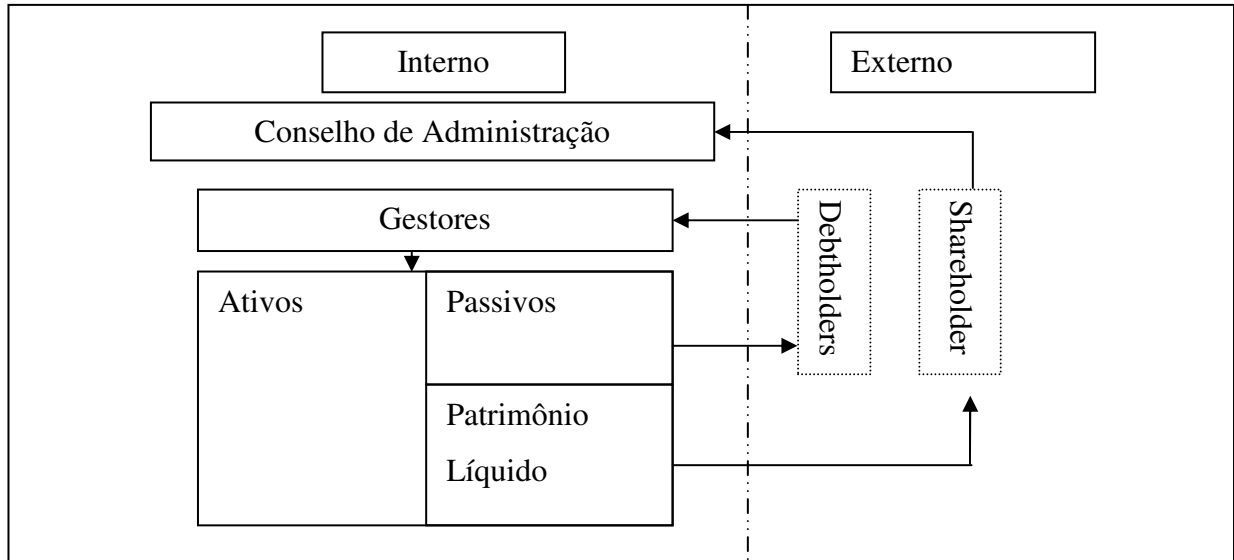 Interno
Externo
Conselho de Administração
Gestores
Debtholders
Shareholder
Ativos
Passivos
Patrimônio
Líquido